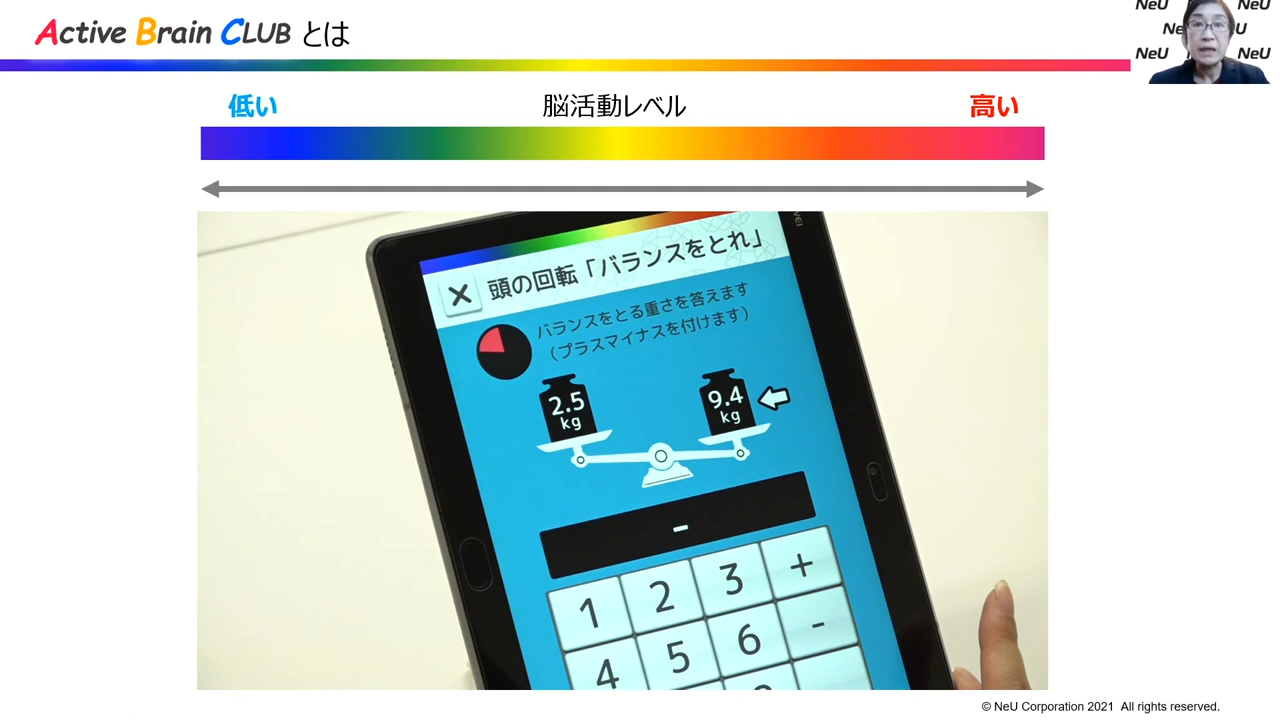 Active Brain CLUB とは
NeU NeU
低い 脳活動レベル 高い
NeU
頭の回転「バランスをとれ」
バランスをとる重さを答えます
（プラスマイナスを付けます）
2.5 9.4
kg kg
-
1 2 3 +
4 5 6 -
© NeU Corporation 2021 All rights reserved.